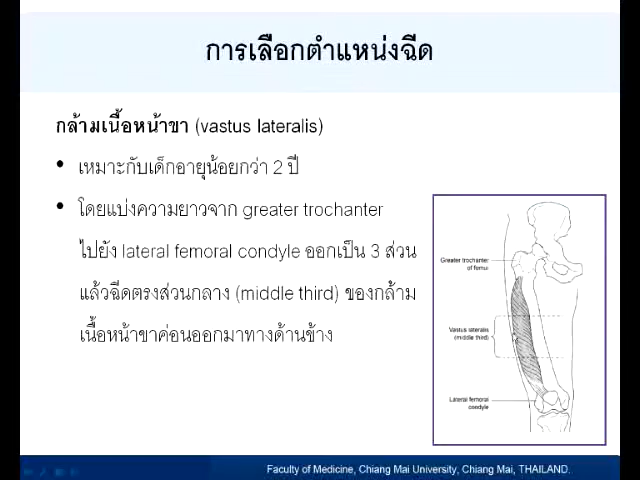 การเลือกตำแหน่งฉีด
กล้ามเนื้อหน้าขา (vastus lateralis)
• เหมาะกับเด็กอายุน้อยกว่า 2 ปี
• โดยแบ่งความยาวจาก greater trochanter
ไปยัง lateral femoral condyle ออกเป็น 3 ส่วน
แล้วฉีดตรงส่วนกลาง (middle third) ของกล้าม
เนื้อหน้าขาค่อนออกมาทางด้านข้าง
Greater trochanter
of femur
Vastus lateralis
(middle third)
Lateral femoral
condyle
Faculty of Medicine, Chiang Mai University, Chiang Mai, THAILAND.